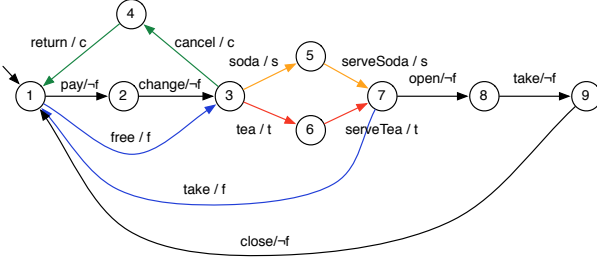 4
return / c
cancel / c
soda / s
5
serveSoda / s
1
pay/¬f
2
change/¬f
3
7
open/¬f
8
take/¬f
9
tea / t
6
serveTea / t
free / f
take / f
close/¬f